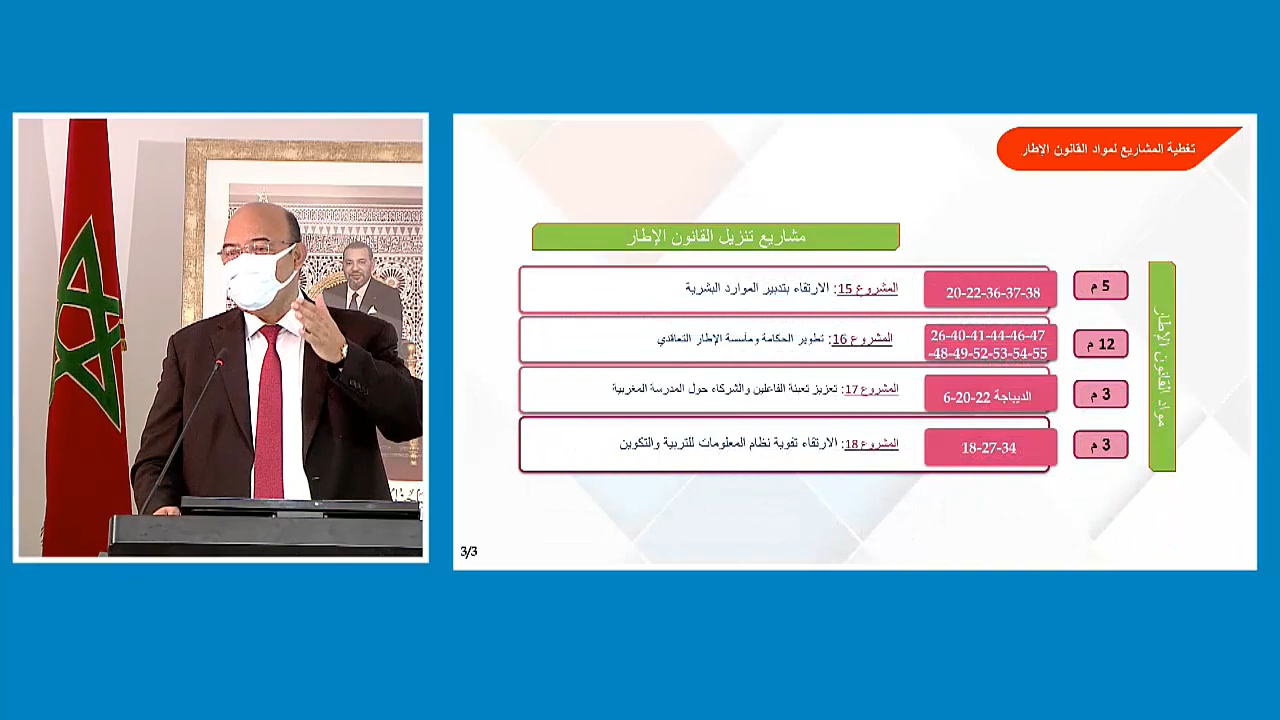 تغطية المشاريع لمواد القانون الإطار
مشاريع تنزيل القانون الإطار
مواد القانون الإطار
5 م
20-22-36-37-38
المشروع 15: الارتقاء بتدبير الموارد البشرية
12 م
26-40-41-44-46-47
-48-49-52-53-54-55
المشروع 16: تطوير الحكامة ومأسسة الإطار التعاقدي
3 م
الديباجة 22-20-6
المشروع 17: تعزيز تعبئة الفاعلين والشركاء حول المدرسة المغربية
3 م
18-27-34
المشروع 18: الارتقاء تقوية نظام المعلومات للتربية والتكوين
3/3